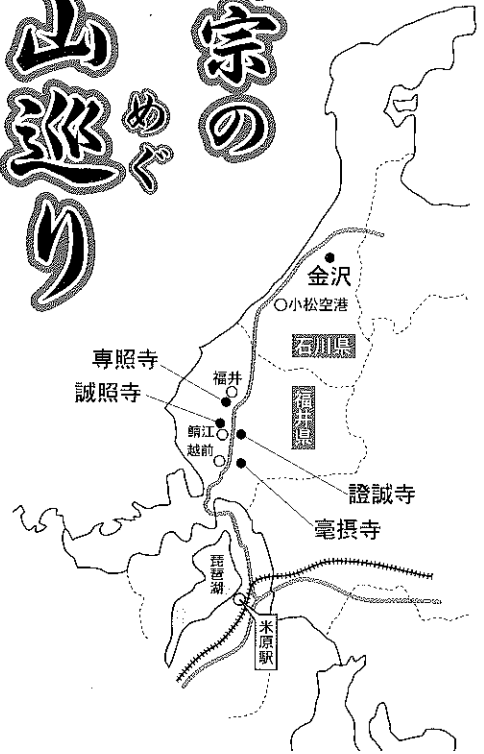 宗の
山巡り
めぐ
金沢
小松空港
石川県
福井県
専照寺
福井
誠照寺
鯖江
越前
證誠寺
毫摂寺
琵琶湖
米原駅